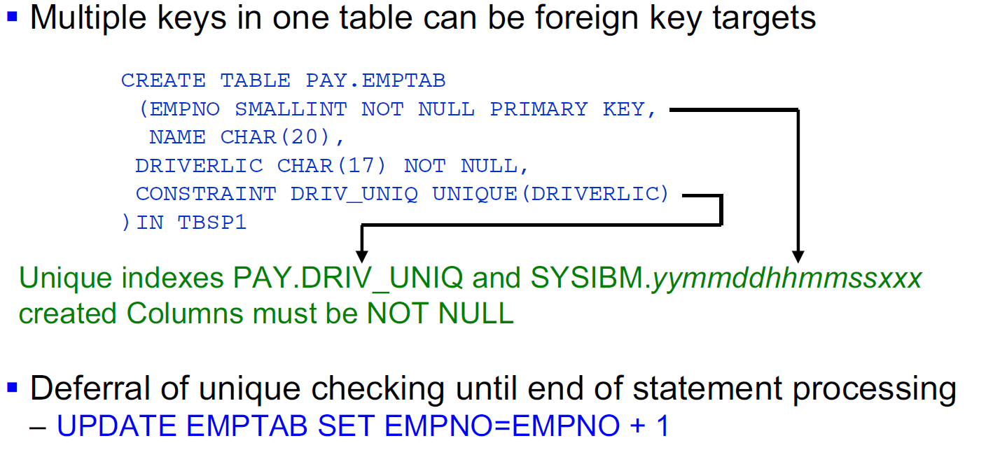 ▪ Multiple keys in one table can be foreign key targets
CREATE TABLE PAY.EMPTAB
(EMPNO SMALLINT NOT NULL PRIMARY KEY,
NAME CHAR(20),
DRIVERLIC CHAR(17) NOT NULL,
CONSTRAINT DRIV_UNIQ UNIQUE(DRIVERLIC)
)IN TBSP1
Unique indexes PAY.DRIV_UNIQ and SYSIBM.yymmddhhmmssxxx
created Columns must be NOT NULL
▪ Deferral of unique checking until end of statement processing
– UPDATE EMPTAB SET EMPNO=EMPNO + 1